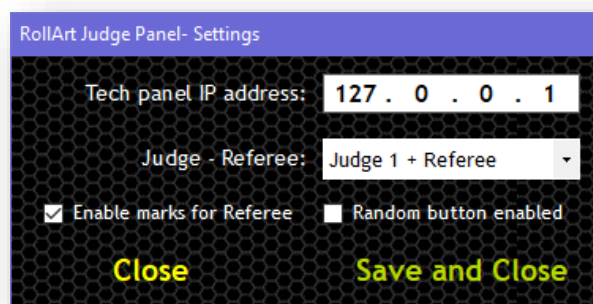 RollArt Judge Panel- Settings
Tech panel IP address: 127 . 0 . 0 . 1
Judge - Referee: Judge 1 + Referee
Enable marks for Referee Random button enabled
Close Save and Close